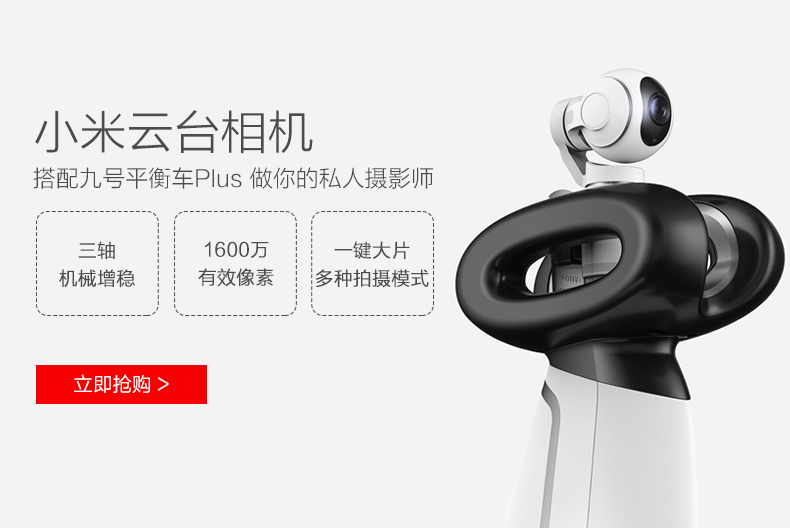 小米云台相机
搭配九号平衡车Plus 做你的私人摄影师
三轴
机械增稳
1600万
有效像素
一键大片
多种拍摄模式
立即抢购 >